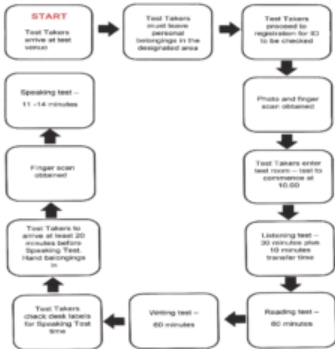 START
Test Takers
arrive at test
venue
Test Takers
must leave
personal
belongings in the
designated area
Test Takers
proceed to
registration for ID
to be checked
Photo and finger
scan obtained
Test Takers enter
test room – test to
commence at
10.00
Listening test –
30 minutes plus
10 minutes
transfer time
Reading test –
60 minutes
Writing test –
60 minutes
Test Takers
check desk labels
for Speaking Test
time
Test Takers to
arrive at least 20
minutes before
Speaking Test.
Hand belongings
in
Finger scan
obtained
Speaking test –
11 -14 minutes